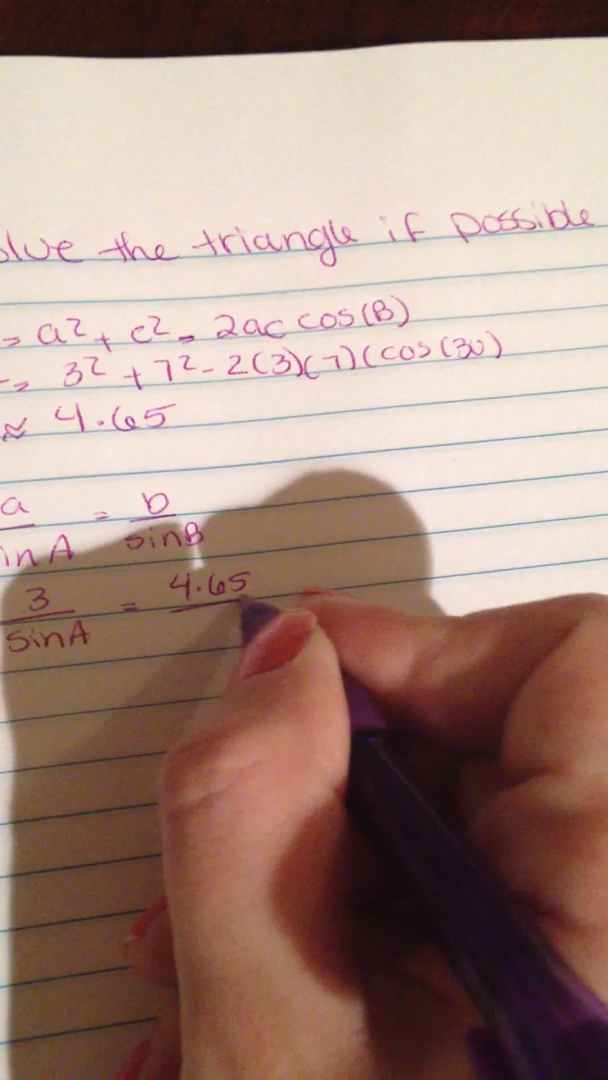 olve the triangle if possible
= a² + c² - 2ac cos(B)
= 3² + 7² - 2(3)(7)(cos(30)
≈ 4.65
a = b
inA sinB
3 = 4.65
sinA